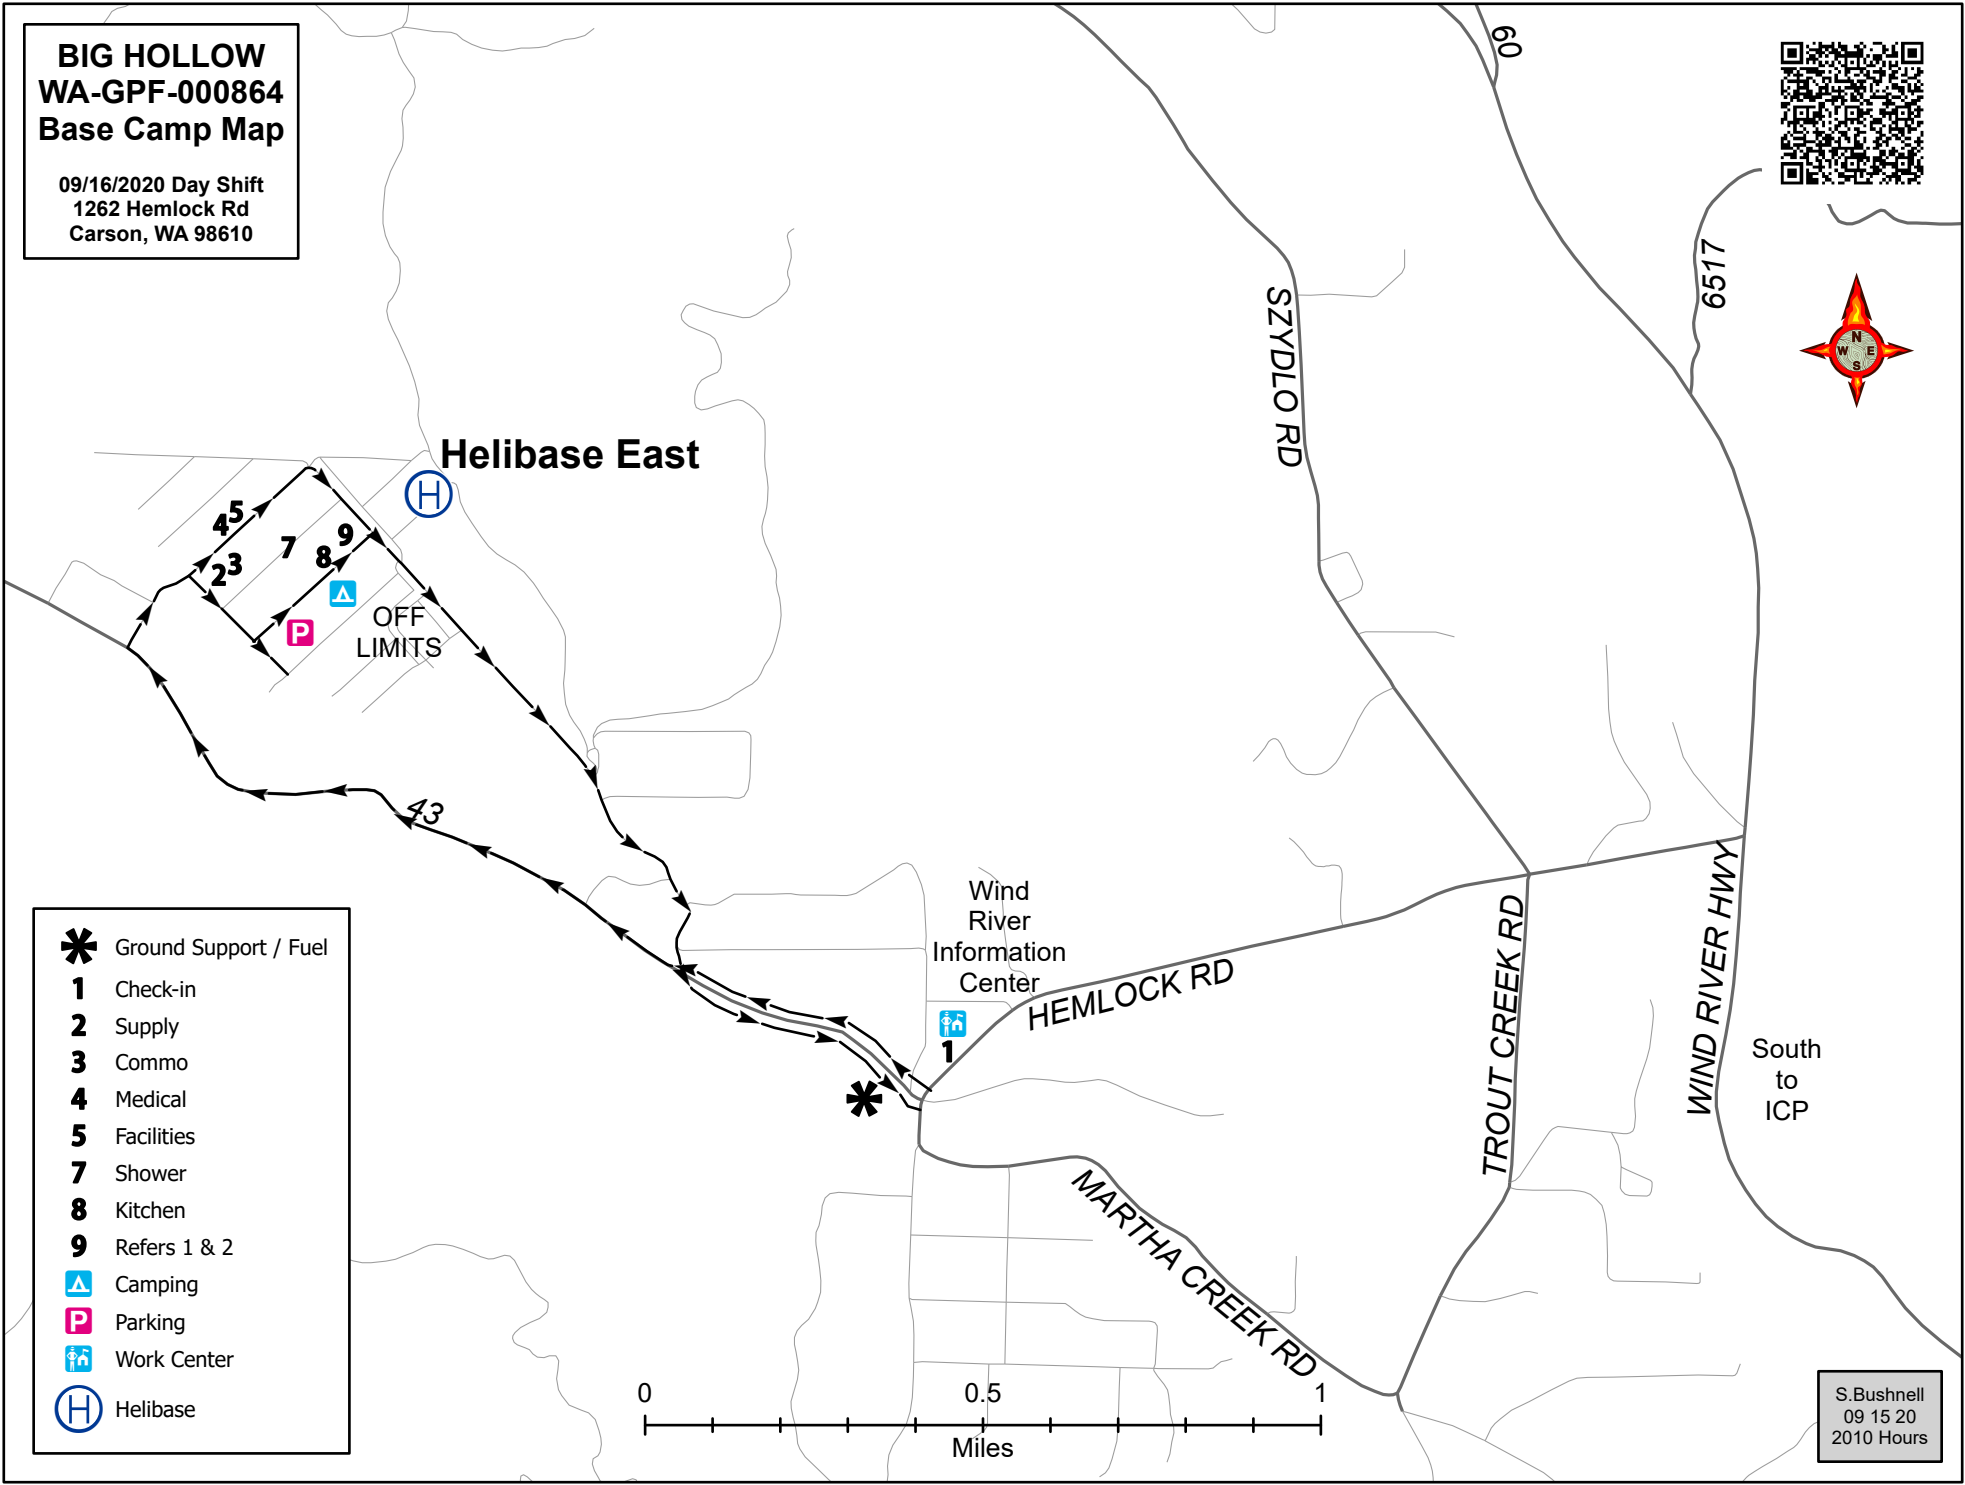 BIG HOLLOW
WA-GPF-000864
Base Camp Map
09/16/2020 Day Shift
1262 Hemlock Rd
Carson, WA 98610
60
6517
N
W E
S
SZYDLO RD
Helibase East
H
5
4
9
7
8
3
2
P
OFF
LIMITS
43
Wind
River
Information
Center
1
HEMLOCK RD
TROUT CREEK RD
WIND RIVER HWY
South
to
ICP
MARTHA CREEK RD
Ground Support / Fuel
1 Check-in
2 Supply
3 Commo
4 Medical
5 Facilities
7 Shower
8 Kitchen
9 Refers 1 & 2
Camping
P Parking
Work Center
H Helibase
0 0.5 1
Miles
S.Bushnell
09 15 20
2010 Hours